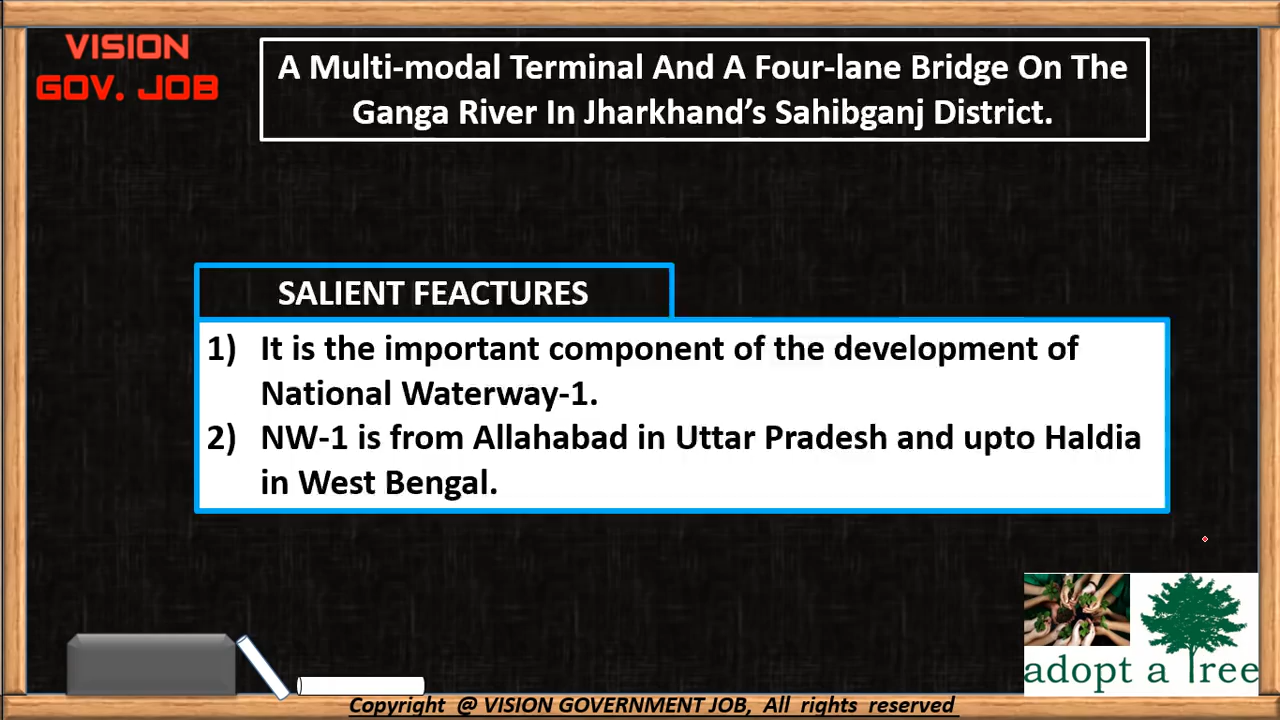 VISION
GOV. JOB
A Multi-modal Terminal And A Four-lane Bridge On The
Ganga River In Jharkhand’s Sahibganj District.
SALIENT FEACTURES
1) It is the important component of the development of
National Waterway-1.
2) NW-1 is from Allahabad in Uttar Pradesh and upto Haldia
in West Bengal.
adopt a Tree
Copyright @ VISION GOVERNMENT JOB, All rights reserved